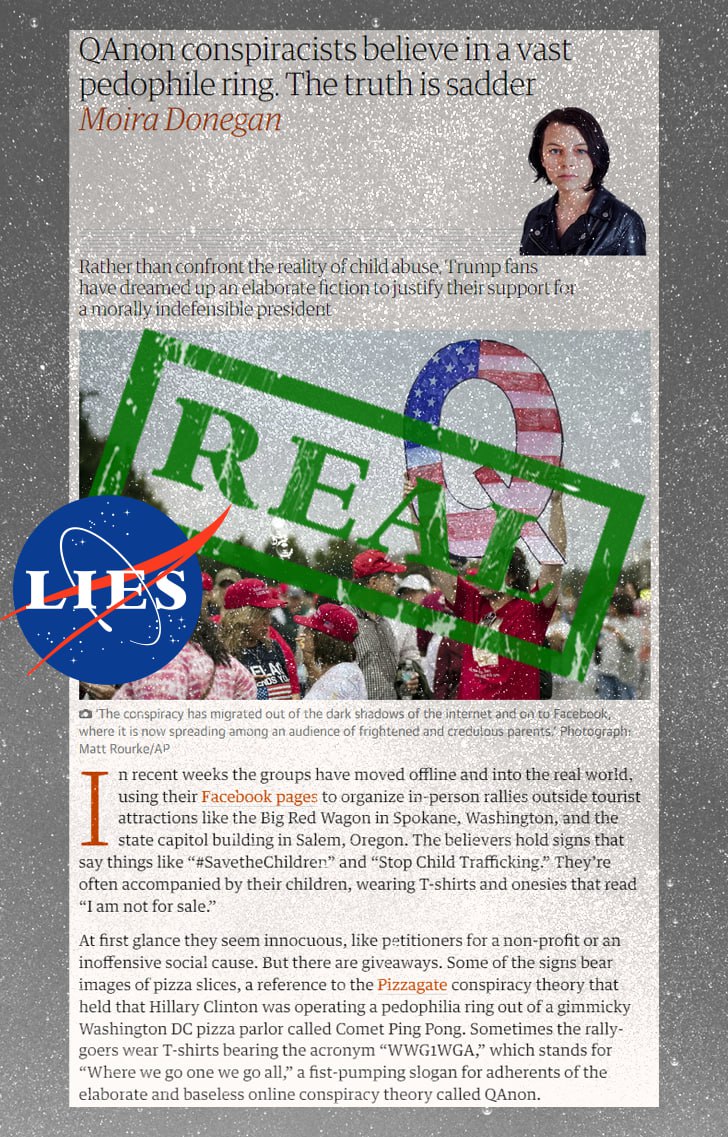 QAnon conspiracists believe in a vast
pedophile ring. The truth is sadder
Moira Donegan
Rather than confront the reality of child abuse, Trump fans
have dreamed up an elaborate fiction to justify their support for
a morally indefensible president
REAL
Q
LIES
'The conspiracy has migrated out of the dark shadows of the internet and on to Facebook,
where it is now spreading among an audience of frightened and credulous parents.' Photograph:
Matt Rourke/AP
In recent weeks the groups have moved offline and into the real world,
using their Facebook pages to organize in-person rallies outside tourist
attractions like the Big Red Wagon in Spokane, Washington, and the
state capitol building in Salem, Oregon. The believers hold signs that
say things like “#SavetheChildren” and “Stop Child Trafficking.” They’re
often accompanied by their children, wearing T-shirts and onesies that read
“I am not for sale.”
At first glance they seem innocuous, like petitioners for a non-profit or an
inoffensive social cause. But there are giveaways. Some of the signs bear
images of pizza slices, a reference to the Pizzagate conspiracy theory that
held that Hillary Clinton was operating a pedophilia ring out of a gimmicky
Washington DC pizza parlor called Comet Ping Pong. Sometimes the rally-
goers wear T-shirts bearing the acronym “WWG1WGA,” which stands for
“Where we go one we go all,” a fist-pumping slogan for adherents of the
elaborate and baseless online conspiracy theory called QAnon.